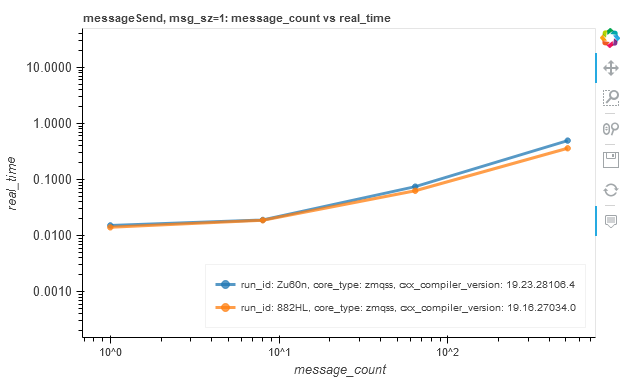 messageSend, msg_sz=1: message_count vs real_time
10.0000
1.0000
0.1000
0.0100
0.0010
real_time
run_id: Zu60n, core_type: zmqss, cxx_compiler_version: 19.23.28106.4
run_id: 882HL, core_type: zmqss, cxx_compiler_version: 19.16.27034.0
10^0 10^1 10^2
message_count